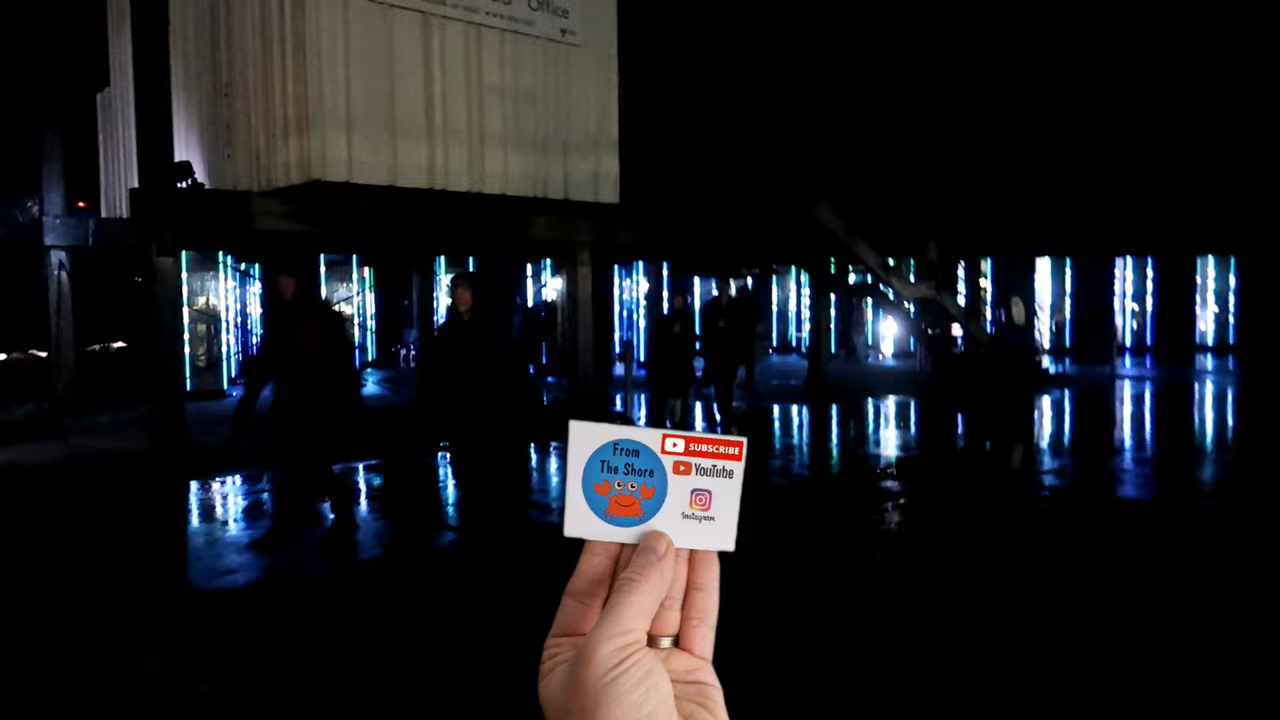 Office
From
The Shore
SUBSCRIBE
YouTube
Instagram